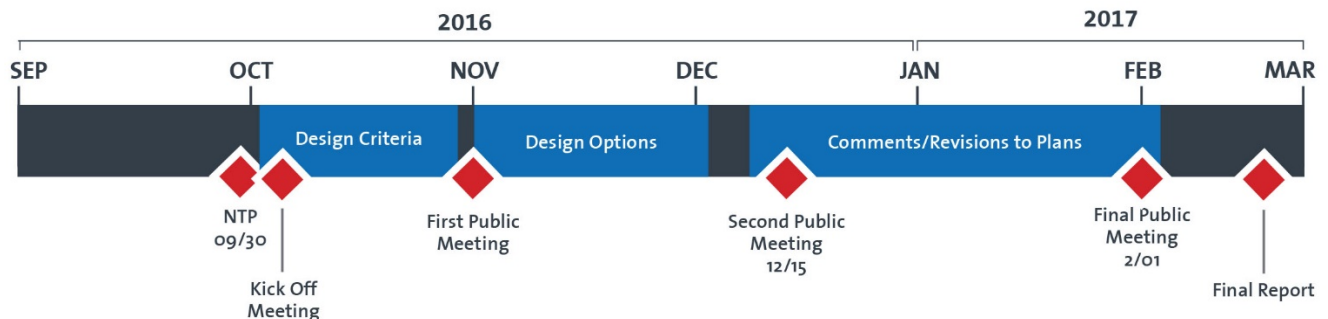 2016
2017
SEP
OCT
NOV
DEC
JAN
FEB
MAR
Design Criteria
Design Options
Comments/Revisions to Plans
NTP
09/30
Kick Off
Meeting
First Public
Meeting
Second Public
Meeting
12/15
Final Public
Meeting
2/01
Final Report